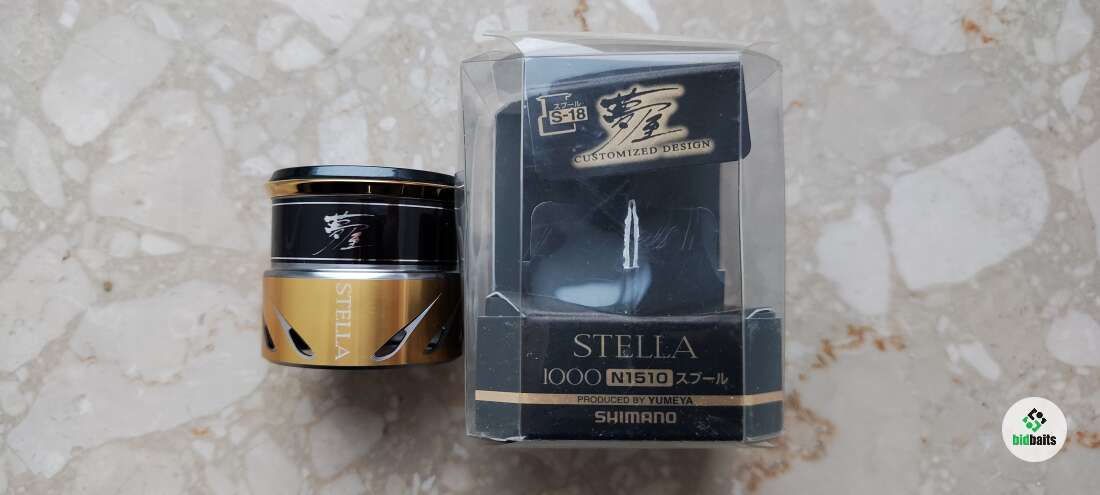 夢屋
STELLA
スプール
S-18
夢屋
CUSTOMIZED DESIGN
STELLA
1000 N1510 スプール
PRODUCED BY YUMEYA
SHIMANO
bidbaits